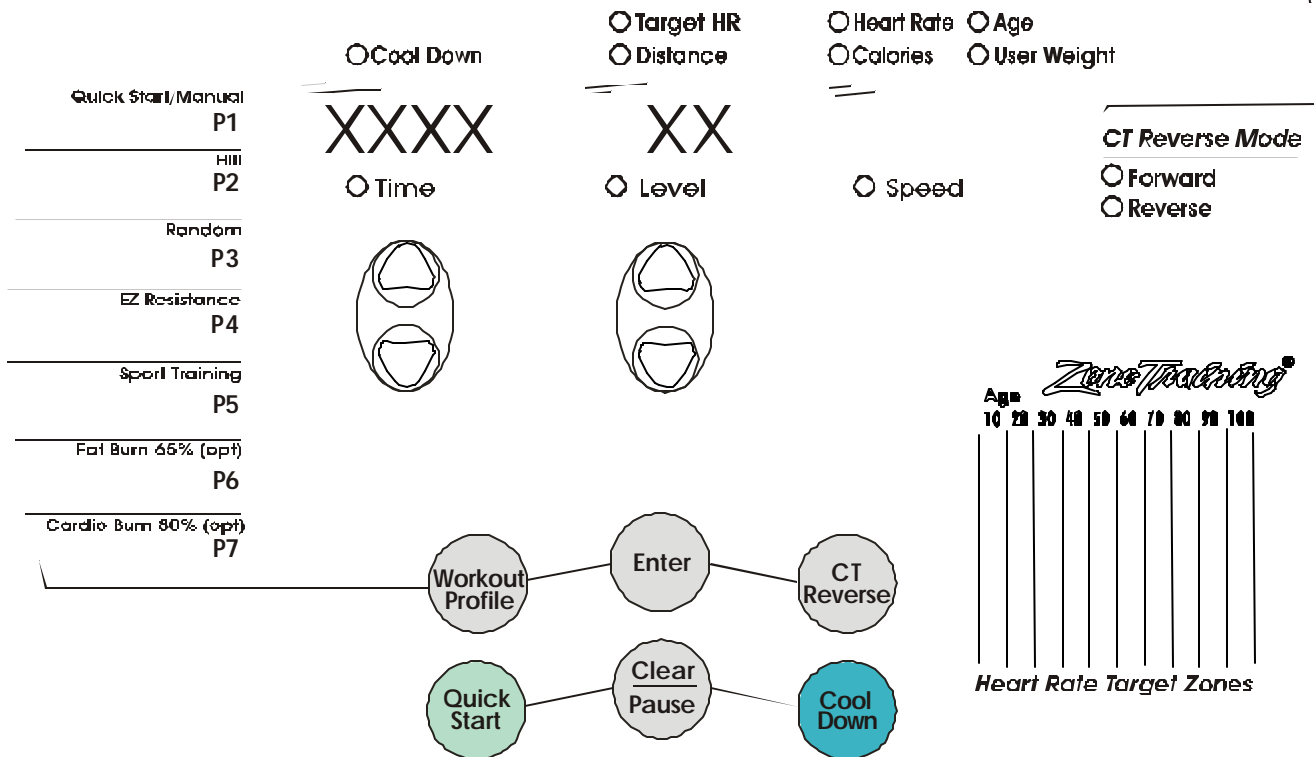 Target HR
Heart Rate Age
Cool Down
Distance
Calories User Weight
Quick Start/Manual
P1
XXXX XX
CT Reverse Mode
Hill
P2
Time Level Speed
Forward
Reverse
Random
P3
EZ Resistance
P4
Sport Training
P5
Zone Training®
Age
10 20 30 40 50 60 70 80 90 100
Fat Burn 65% (opt)
P6
Cardio Burn 80% (opt)
P7
Workout
Profile
Enter
CT
Reverse
Quick
Start
Clear
Pause
Cool
Down
Heart Rate Target Zones